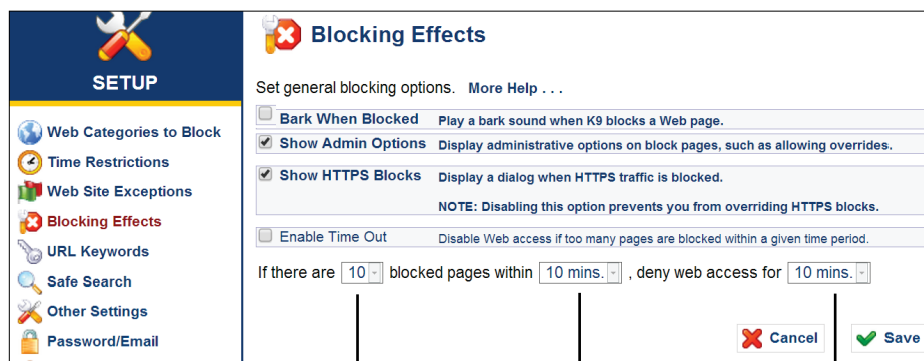 SETUP
Web Categories to Block
Time Restrictions
Web Site Exceptions
Blocking Effects
URL Keywords
Safe Search
Other Settings
Password/Email
Blocking Effects
Set general blocking options. More Help . . .
Bark When Blocked Play a bark sound when K9 blocks a Web page.
Show Admin Options Display administrative options on block pages, such as allowing overrides.
Show HTTPS Blocks Display a dialog when HTTPS traffic is blocked.
NOTE: Disabling this option prevents you from overriding HTTPS blocks.
Enable Time Out Disable Web access if too many pages are blocked within a given time period.
If there are 10 blocked pages within 10 mins. , deny web access for 10 mins.
Cancel Save